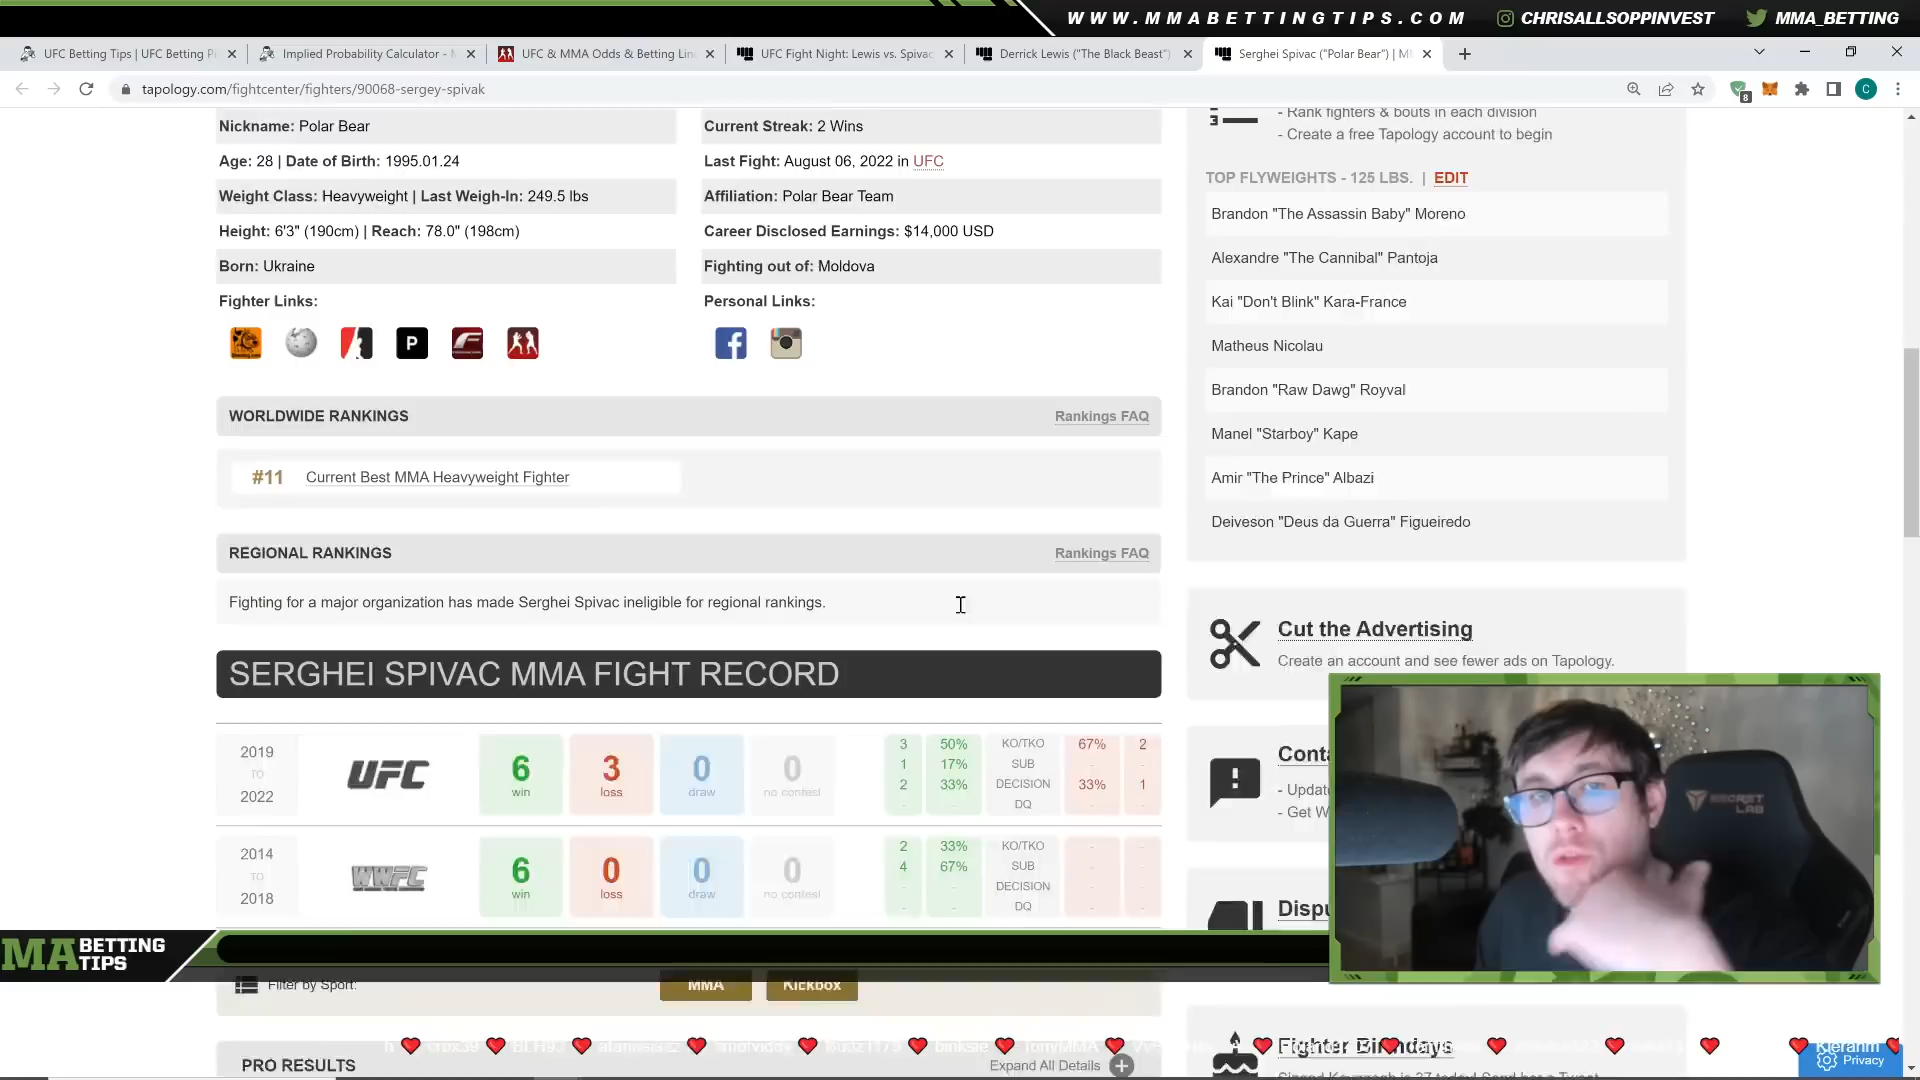 WWW.MMABETTINGTIPS.COM
CHRISALLSOPPINVEST
MMA_BETTING
UFC Betting Tips | UFC Betting Pi
Implied Probability Calculator - M
UFC & MMA Odds & Betting Lin
UFC Fight Night: Lewis vs. Spivac
Derrick Lewis ("The Black Beast")
Serghei Spivac ("Polar Bear") | M
tapology.com/fightcenter/fighters/90068-sergey-spivak
8
C
Nickname: Polar Bear
Current Streak: 2 Wins
Age: 28 | Date of Birth: 1995.01.24
Last Fight: August 06, 2022 in UFC
Weight Class: Heavyweight | Last Weigh-In: 249.5 lbs
Affiliation: Polar Bear Team
Height: 6'3" (190cm) | Reach: 78.0" (198cm)
Career Disclosed Earnings: $14,000 USD
Born: Ukraine
Fighting out of: Moldova
Fighter Links:
Personal Links:
P
WORLDWIDE RANKINGS
Rankings FAQ
#11 Current Best MMA Heavyweight Fighter
REGIONAL RANKINGS
Rankings FAQ
Fighting for a major organization has made Serghei Spivac ineligible for regional rankings.
SERGHEI SPIVAC MMA FIGHT RECORD
2019 TO 2022
UFC
6 win
3 loss
0 draw
0 no contest
3 50% KO/TKO 67% 2
1 17% SUB - -
2 33% DECISION 33% 1
- - DQ - -
2014 TO 2018
WWFC
6 win
0 loss
0 draw
0 no contest
2 33% KO/TKO - -
4 67% SUB - -
- - DECISION - -
- - DQ - -
Filter by Sport:
MMA
Kickbox
PRO RESULTS
Expand All Details
3
- Rank fighters & bouts in each division
- Create a free Tapology account to begin
TOP FLYWEIGHTS - 125 LBS. | EDIT
Brandon "The Assassin Baby" Moreno
Alexandre "The Cannibal" Pantoja
Kai "Don't Blink" Kara-France
Matheus Nicolau
Brandon "Raw Dawg" Royval
Manel "Starboy" Kape
Amir "The Prince" Albazi
Deiveson "Deus da Guerra" Figueiredo
Cut the Advertising
Create an account and see fewer ads on Tapology.
Conta
- Updat
- Get W
Dispu
SECRET LAB
MA BETTING TIPS
Fighter Birthdays
Kieranm
Privacy